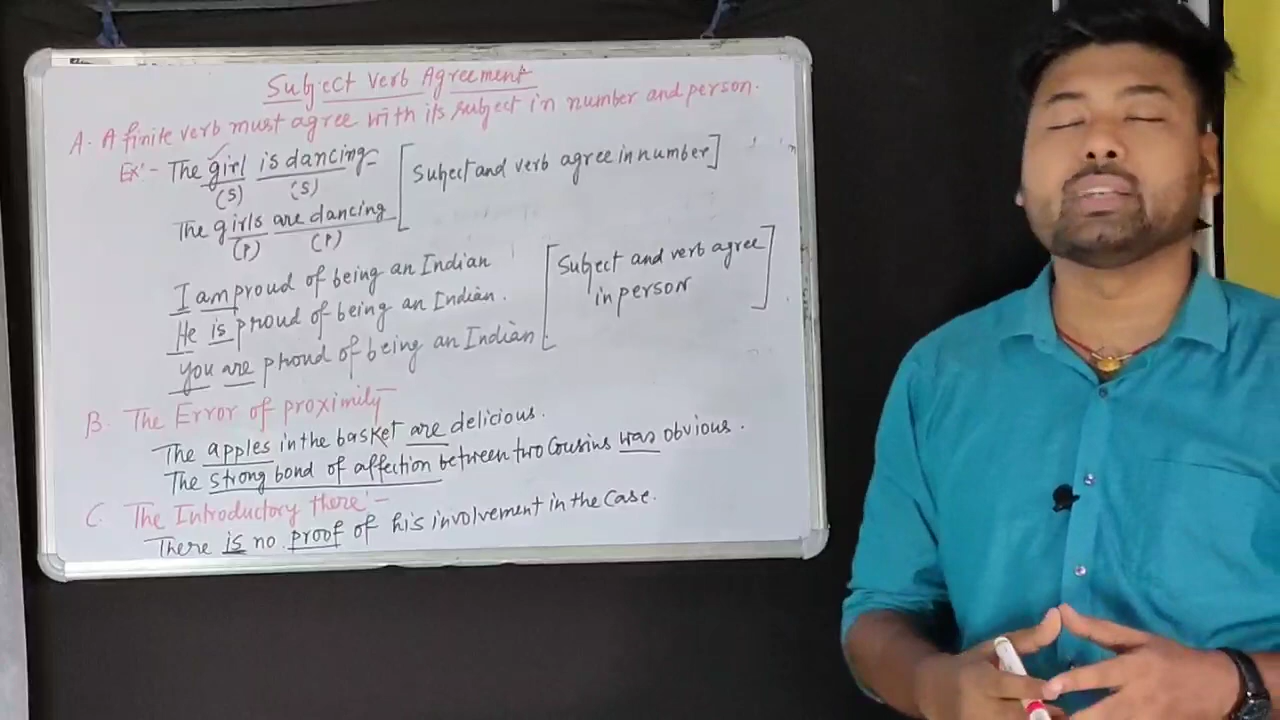 Subject Verb Agreement
A. A finite verb must agree with its subject in number and person.
Ex:- The girl is dancing [Subject and verb agree in number]
(S) (S)
The girls are dancing
(P) (P)
I am proud of being an Indian [Subject and verb agree
He is proud of being an Indian. in person]
You are proud of being an Indian
B. The Error of proximity
The apples in the basket are delicious.
The strong bond of affection between two cousins was obvious.
C. The Introductory there:-
There is no proof of his involvement in the case.